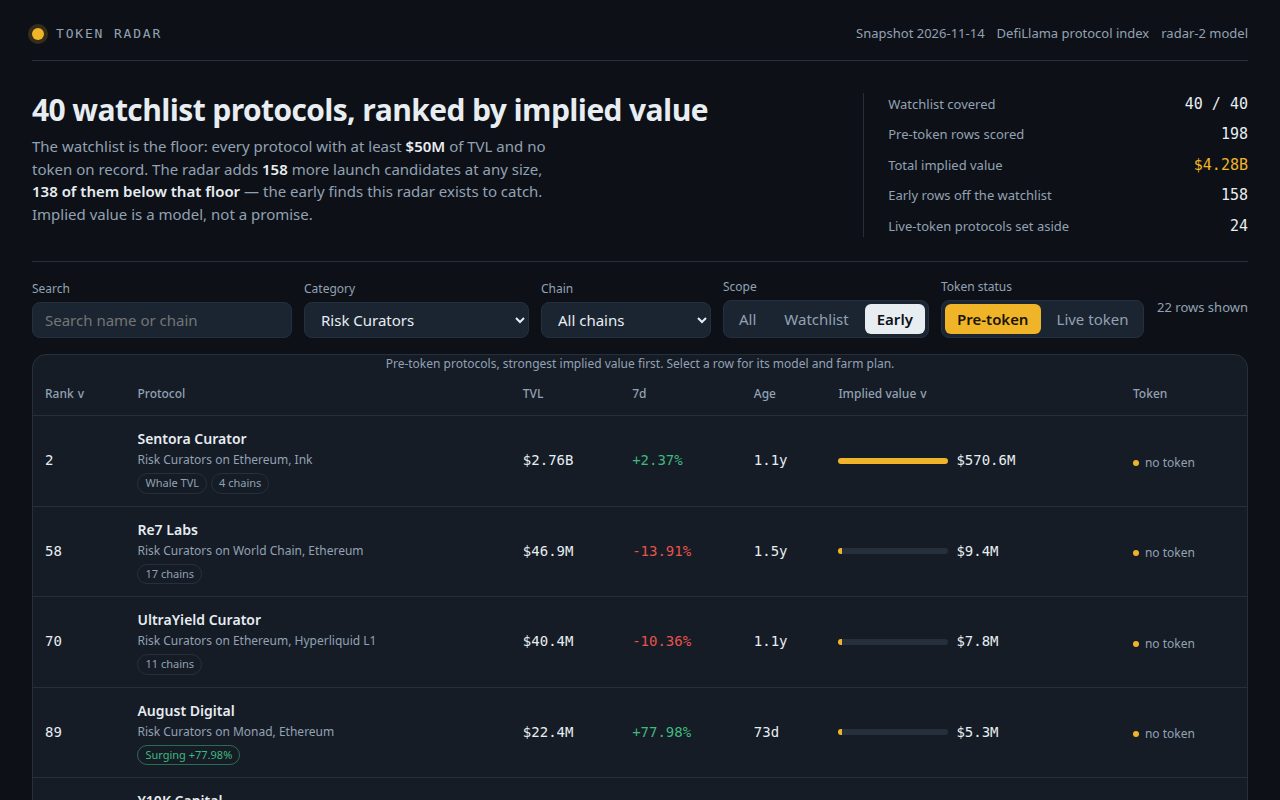 TOKEN RADAR
Snapshot 2026-11-14 DefiLlama protocol index radar-2 model
40 watchlist protocols, ranked by implied value
The watchlist is the floor: every protocol with at least $50M of TVL and no
token on record. The radar adds 158 more launch candidates at any size,
138 of them below that floor — the early finds this radar exists to catch.
Implied value is a model, not a promise.
Watchlist covered 40 / 40
Pre-token rows scored 198
Total implied value $4.28B
Early rows off the watchlist 158
Live-token protocols set aside 24
Search
Category
Chain
Scope
Token status
Search name or chain
Risk Curators
All chains
All Watchlist Early
Pre-token Live token
22 rows shown
Pre-token protocols, strongest implied value first. Select a row for its model and farm plan.
Rank v Protocol TVL 7d Age Implied value v Token
Sentora Curator
2 Risk Curators on Ethereum, Ink $2.76B +2.37% 1.1y $570.6M no token
Whale TVL 4 chains
Re7 Labs
58 Risk Curators on World Chain, Ethereum $46.9M -13.91% 1.5y $9.4M no token
17 chains
UltraYield Curator
70 Risk Curators on Ethereum, Hyperliquid L1 $40.4M -10.36% 1.1y $7.8M no token
11 chains
August Digital
89 Risk Curators on Monad, Ethereum $22.4M +77.98% 73d $5.3M no token
Surging +77.98%